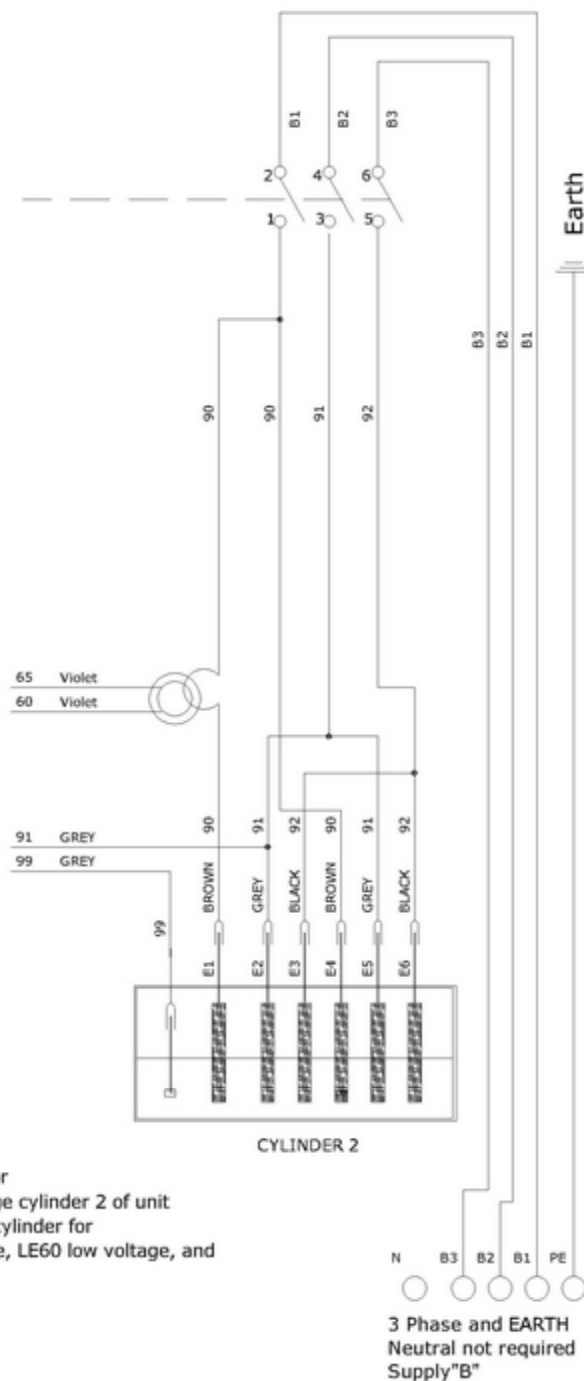 B1
B2
B3
2
4
6
1
3
5
Earth
B3
B2
B1
90
90
91
92
65 Violet
60 Violet
91 GREY
99 GREY
99
90
91
92
90
91
92
BROWN
GREY
BLACK
BROWN
GREY
BLACK
E1
E2
E3
E4
E5
E6
CYLINDER 2
r
ge cylinder 2 of unit
cylinder for
e, LE60 low voltage, and
N B3 B2 B1 PE
3 Phase and EARTH
Neutral not required
Supply"B"